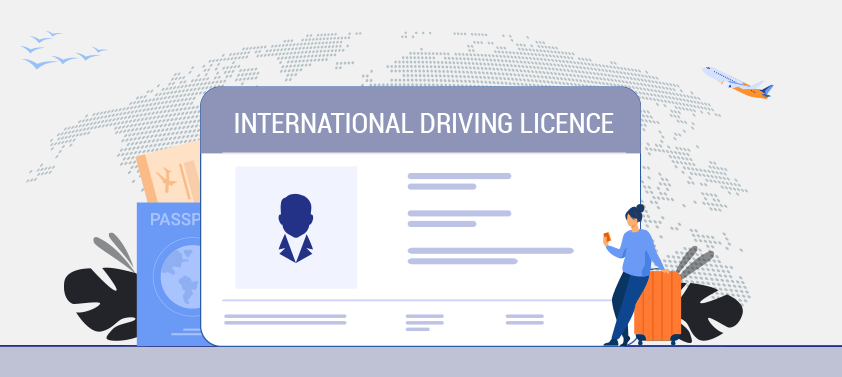 INTERNATIONAL DRIVING LICENCE
PASSP